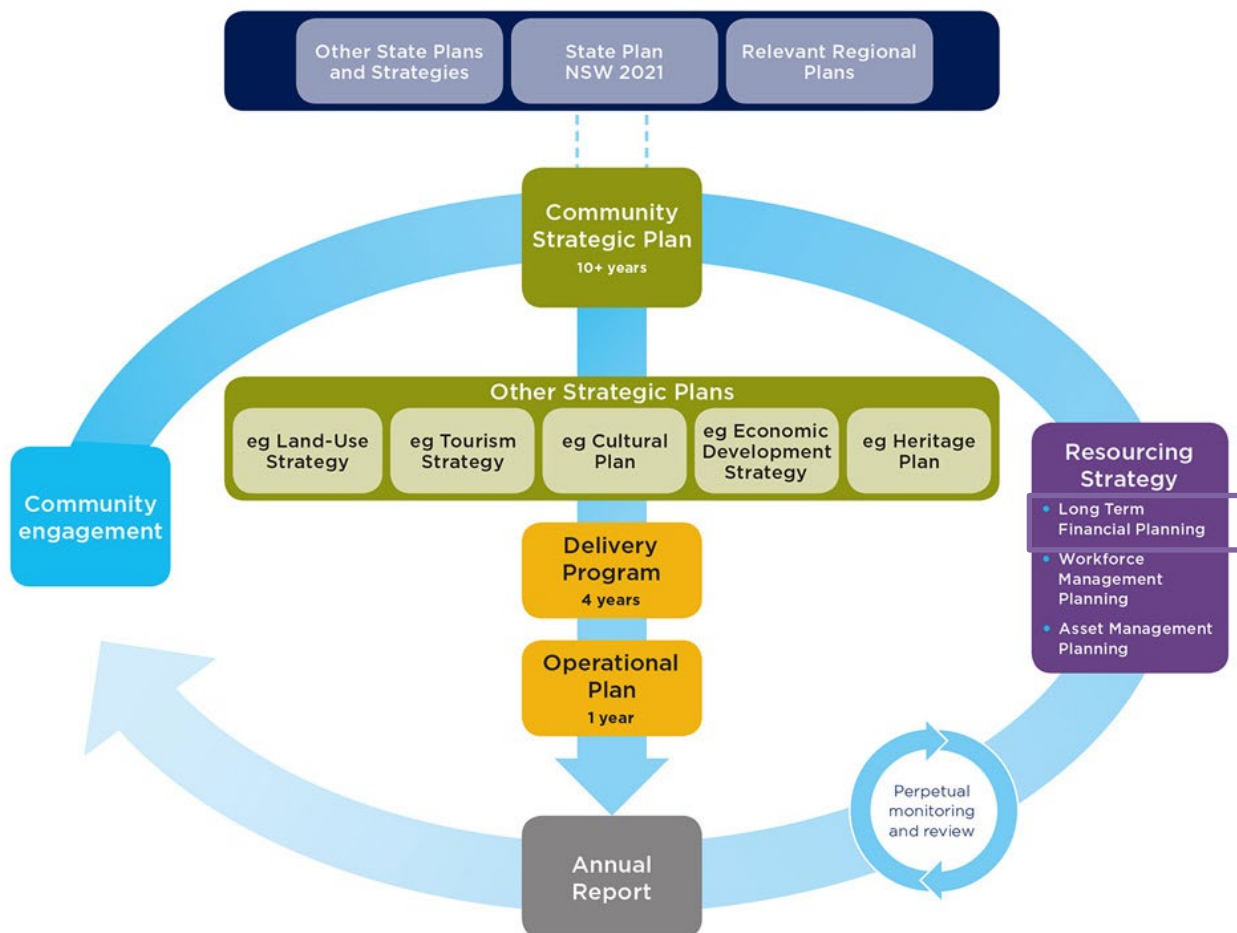 Other State Plans
and Strategies
State Plan
NSW 2021
Relevant Regional
Plans
Community
Strategic Plan
10+ years
Other Strategic Plans
eg Land-Use
Strategy
eg Tourism
Strategy
eg Cultural
Plan
eg Economic
Development
Strategy
eg Heritage
Plan
Community
engagement
Resourcing
Strategy
• Long Term
Financial Planning
• Workforce
Management
Planning
• Asset Management
Planning
Delivery
Program
4 years
Operational
Plan
1 year
Perpetual
monitoring
and review
Annual
Report